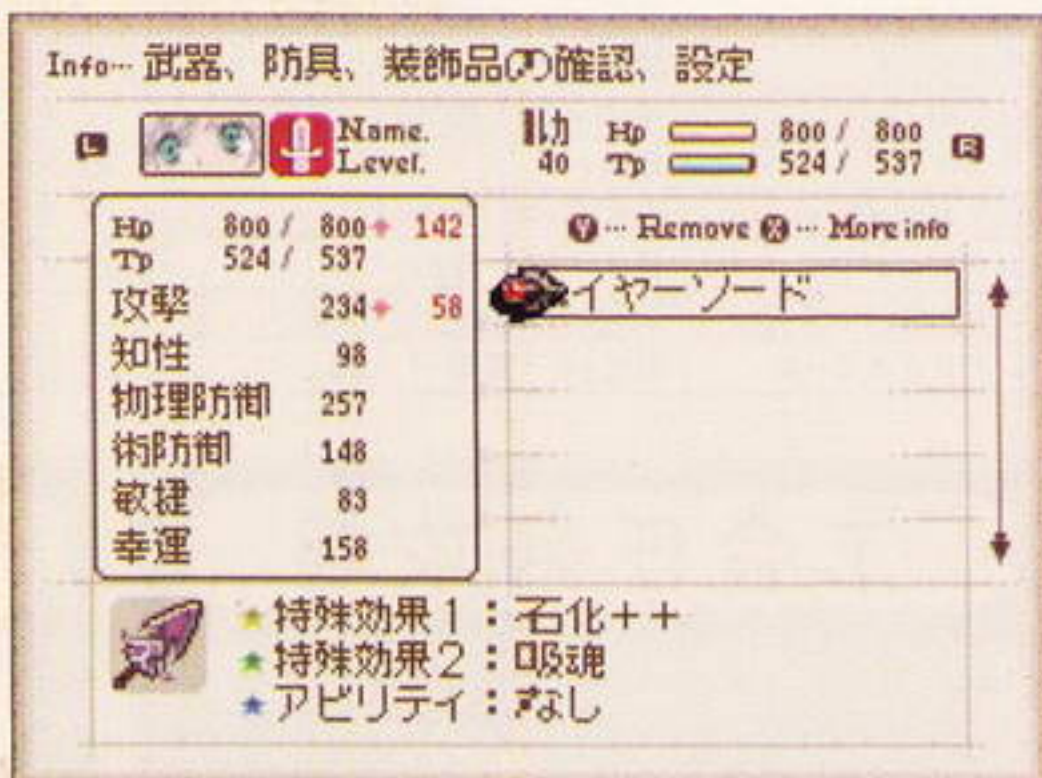 Info… 武器、防具、装飾品の確認、設定
L Name. Hp 800 / 800 R
Level. 40 Tp 524 / 537
Hp 800 / 800+ 142
Tp 524 / 537
攻撃 234+ 58
知性 98
物理防御 257
術防御 148
敏捷 83
幸運 158
Y… Remove X… More info
イヤーソード
★特殊効果1：石化++
★特殊効果2：吸魂
★アビリティ：なし